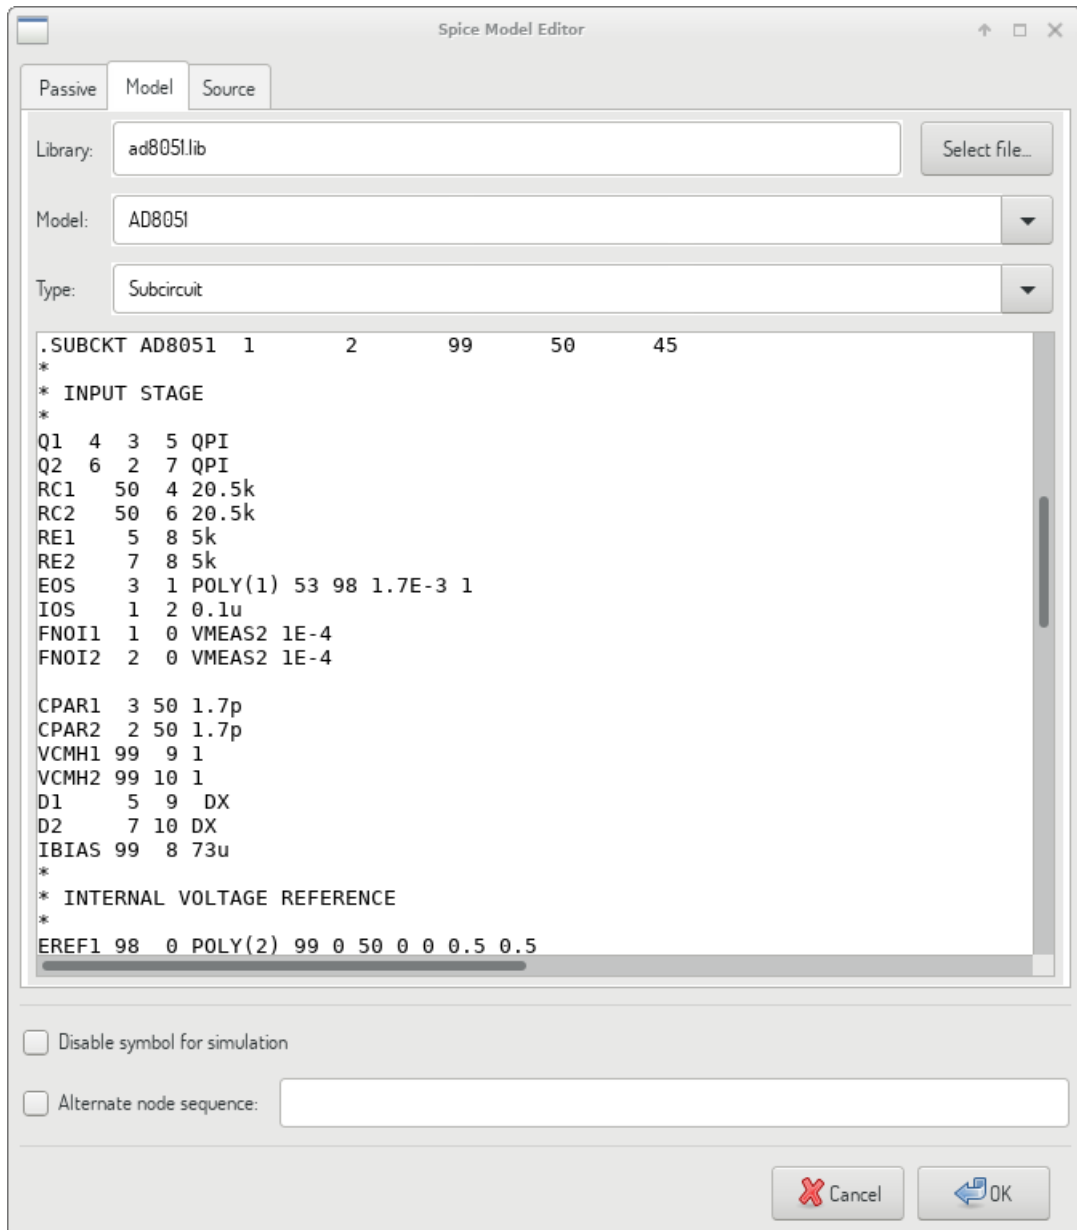 Spice Model Editor
Passive Model Source
Library: ad8051.lib Select file...
Model: AD8051
Type: Subcircuit
.SUBCKT AD8051  1       2       99      50      45
*
* INPUT STAGE
*
Q1  4  3  5 QPI
Q2  6  2  7 QPI
RC1   50  4 20.5k
RC2   50  6 20.5k
RE1    5  8 5k
RE2    7  8 5k
EOS    3  1 POLY(1) 53 98 1.7E-3 1
IOS    1  2 0.1u
FNOI1  1  0 VMEAS2 1E-4
FNOI2  2  0 VMEAS2 1E-4
CPAR1  3 50 1.7p
CPAR2  2 50 1.7p
VCMH1 99  9 1
VCMH2 99 10 1
D1     5  9  DX
D2     7 10 DX
IBIAS 99  8 73u
*
* INTERNAL VOLTAGE REFERENCE
*
EREF1 98  0 POLY(2) 99 0 50 0 0 0.5 0.5
Disable symbol for simulation
Alternate node sequence:
Cancel OK